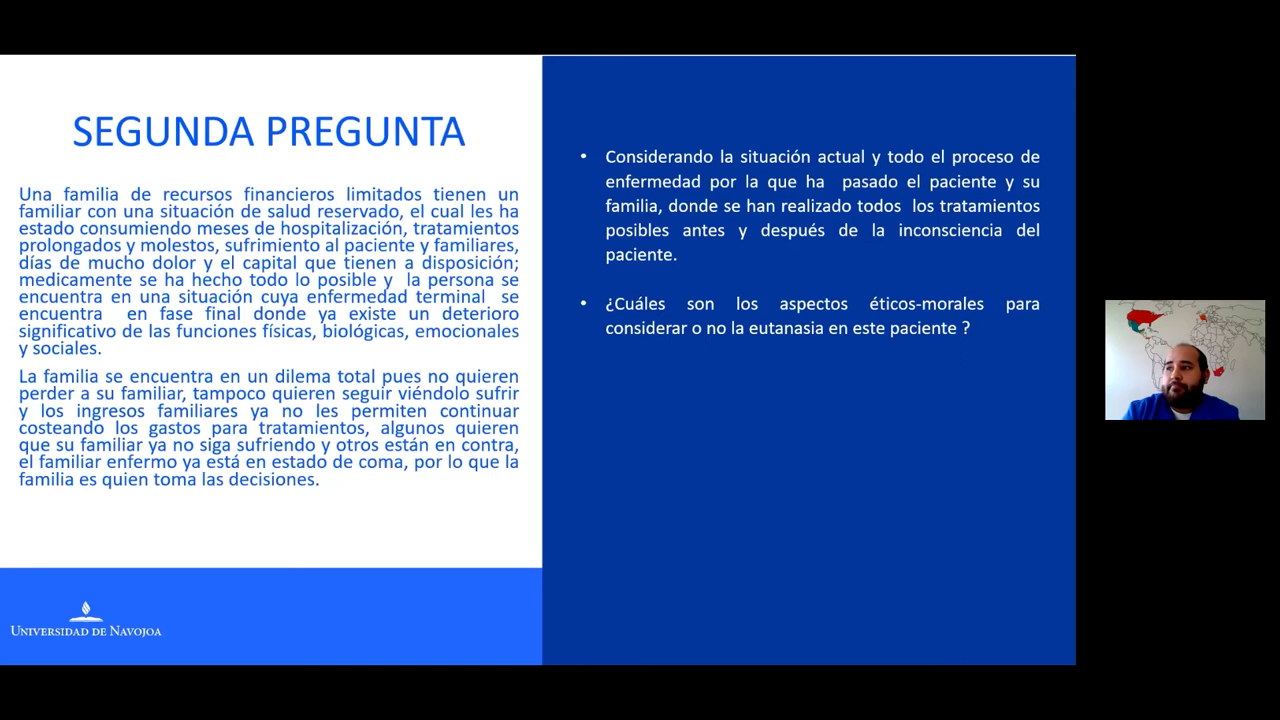 SEGUNDA PREGUNTA
Una familia de recursos financieros limitados tienen un
familiar con una situación de salud reservado, el cual les ha
estado consumiendo meses de hospitalización, tratamientos
prolongados y molestos, sufrimiento al paciente y familiares,
días de mucho dolor y el capital que tienen a disposición;
medicamente se ha hecho todo lo posible y la persona se
encuentra en una situación cuya enfermedad terminal se
encuentra en fase final donde ya existe un deterioro
significativo de las funciones físicas, biológicas, emocionales
y sociales.
La familia se encuentra en un dilema total pues no quieren
perder a su familiar, tampoco quieren seguir viéndolo sufrir
y los ingresos familiares ya no les permiten continuar
costeando los gastos para tratamientos, algunos quieren
que su familiar ya no siga sufriendo y otros están en contra,
el familiar enfermo ya está en estado de coma, por lo que la
familia es quien toma las decisiones.
UNIVERSIDAD DE NAVOJOA
• Considerando la situación actual y todo el proceso de
enfermedad por la que ha pasado el paciente y su
familia, donde se han realizado todos los tratamientos
posibles antes y después de la inconsciencia del
paciente.
• ¿Cuáles son los aspectos éticos-morales para
considerar o no la eutanasia en este paciente ?